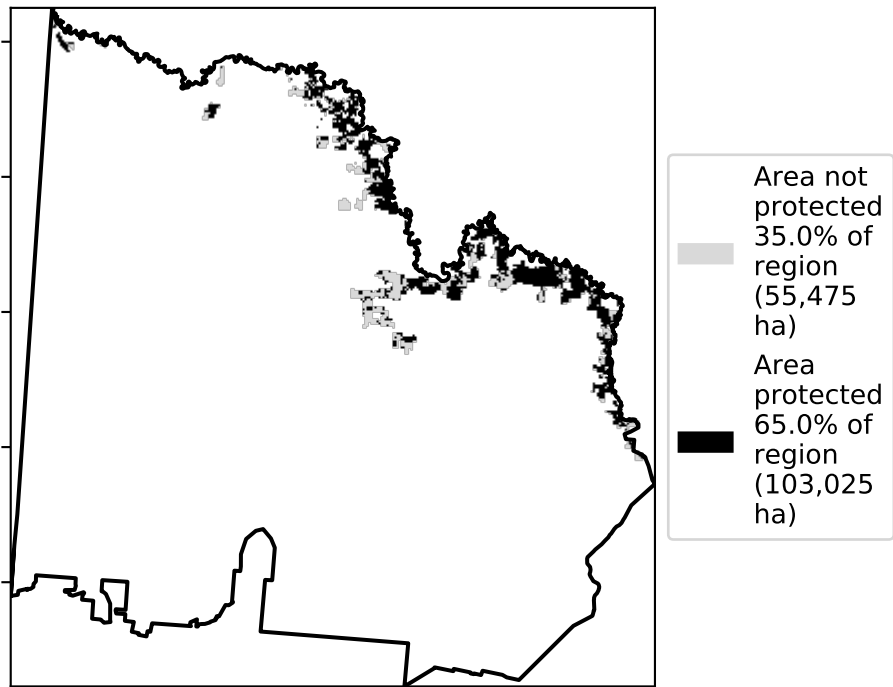 Area not
protected
35.0% of
region
(55,475
ha)
Area
protected
65.0% of
region
(103,025
ha)